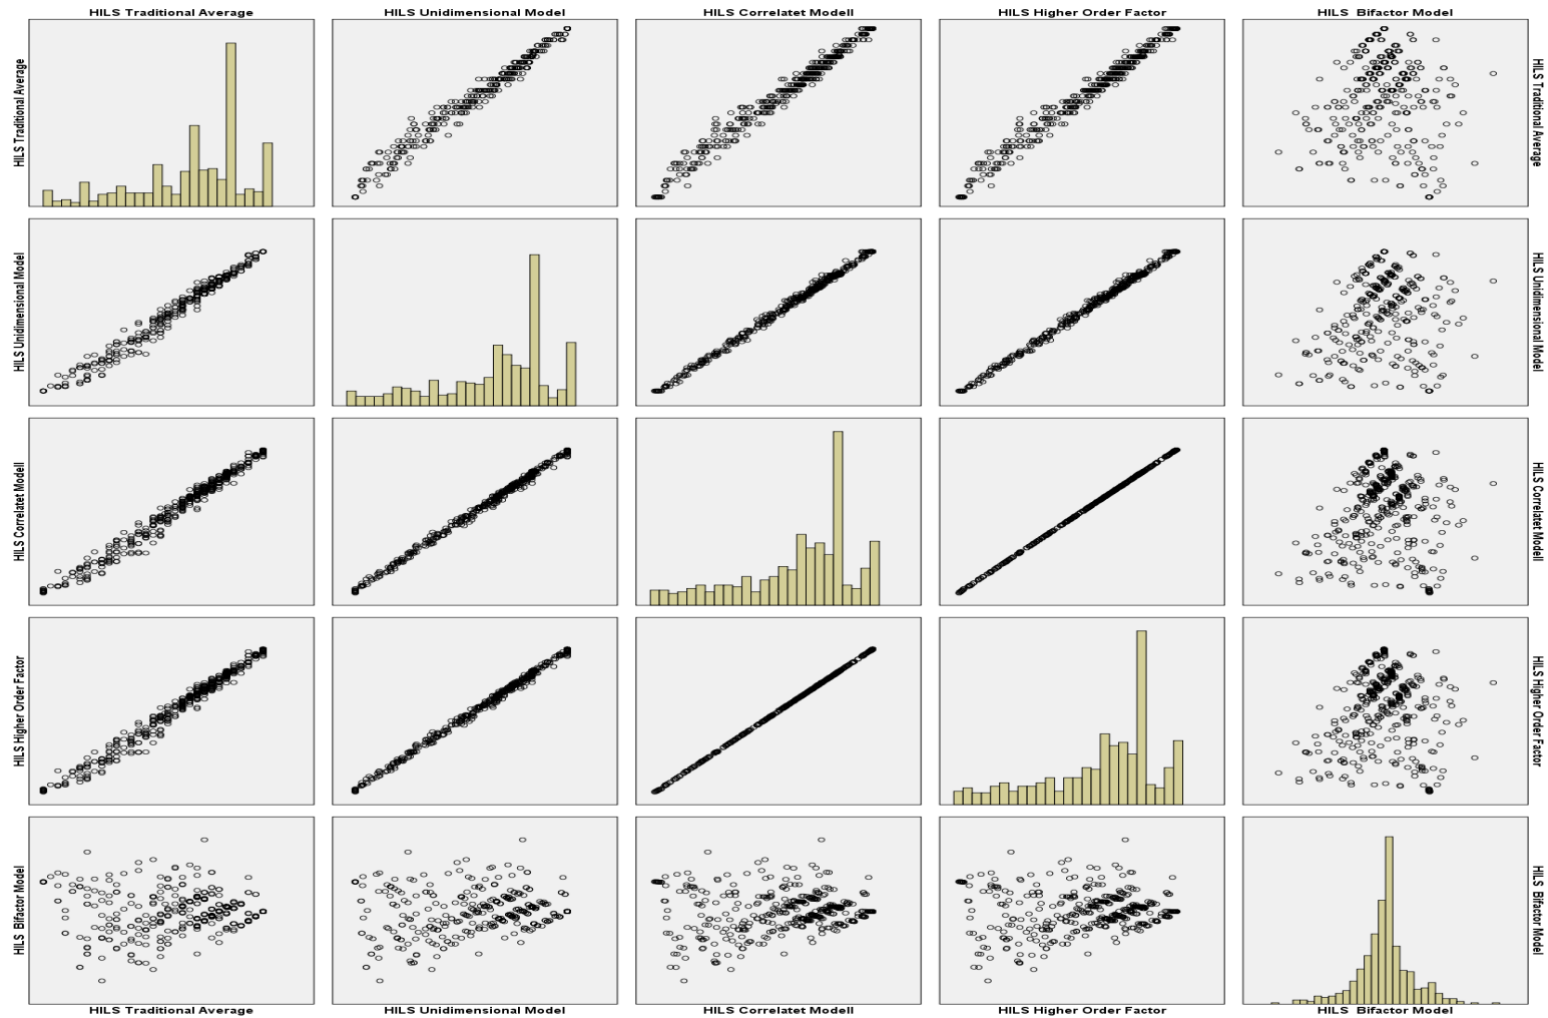 HILS Traditional Average
HILS Unidimensional Model
HILS Correlatet Modell
HILS Higher Order Factor
HILS Bifactor Model
HILS Traditional Average
HILS Traditional Average
HILS Unidimensional Model
HILS Unidimensional Model
HILS Correlatet Modell
HILS Correlatet Modell
HILS Higher Order Factor
HILS Higher Order Factor
HILS Bifactor Model
HILS Bifactor Model
HILS Traditional Average
HILS Unidimensional Model
HILS Correlatet Modell
HILS Higher Order Factor
HILS Bifactor Model